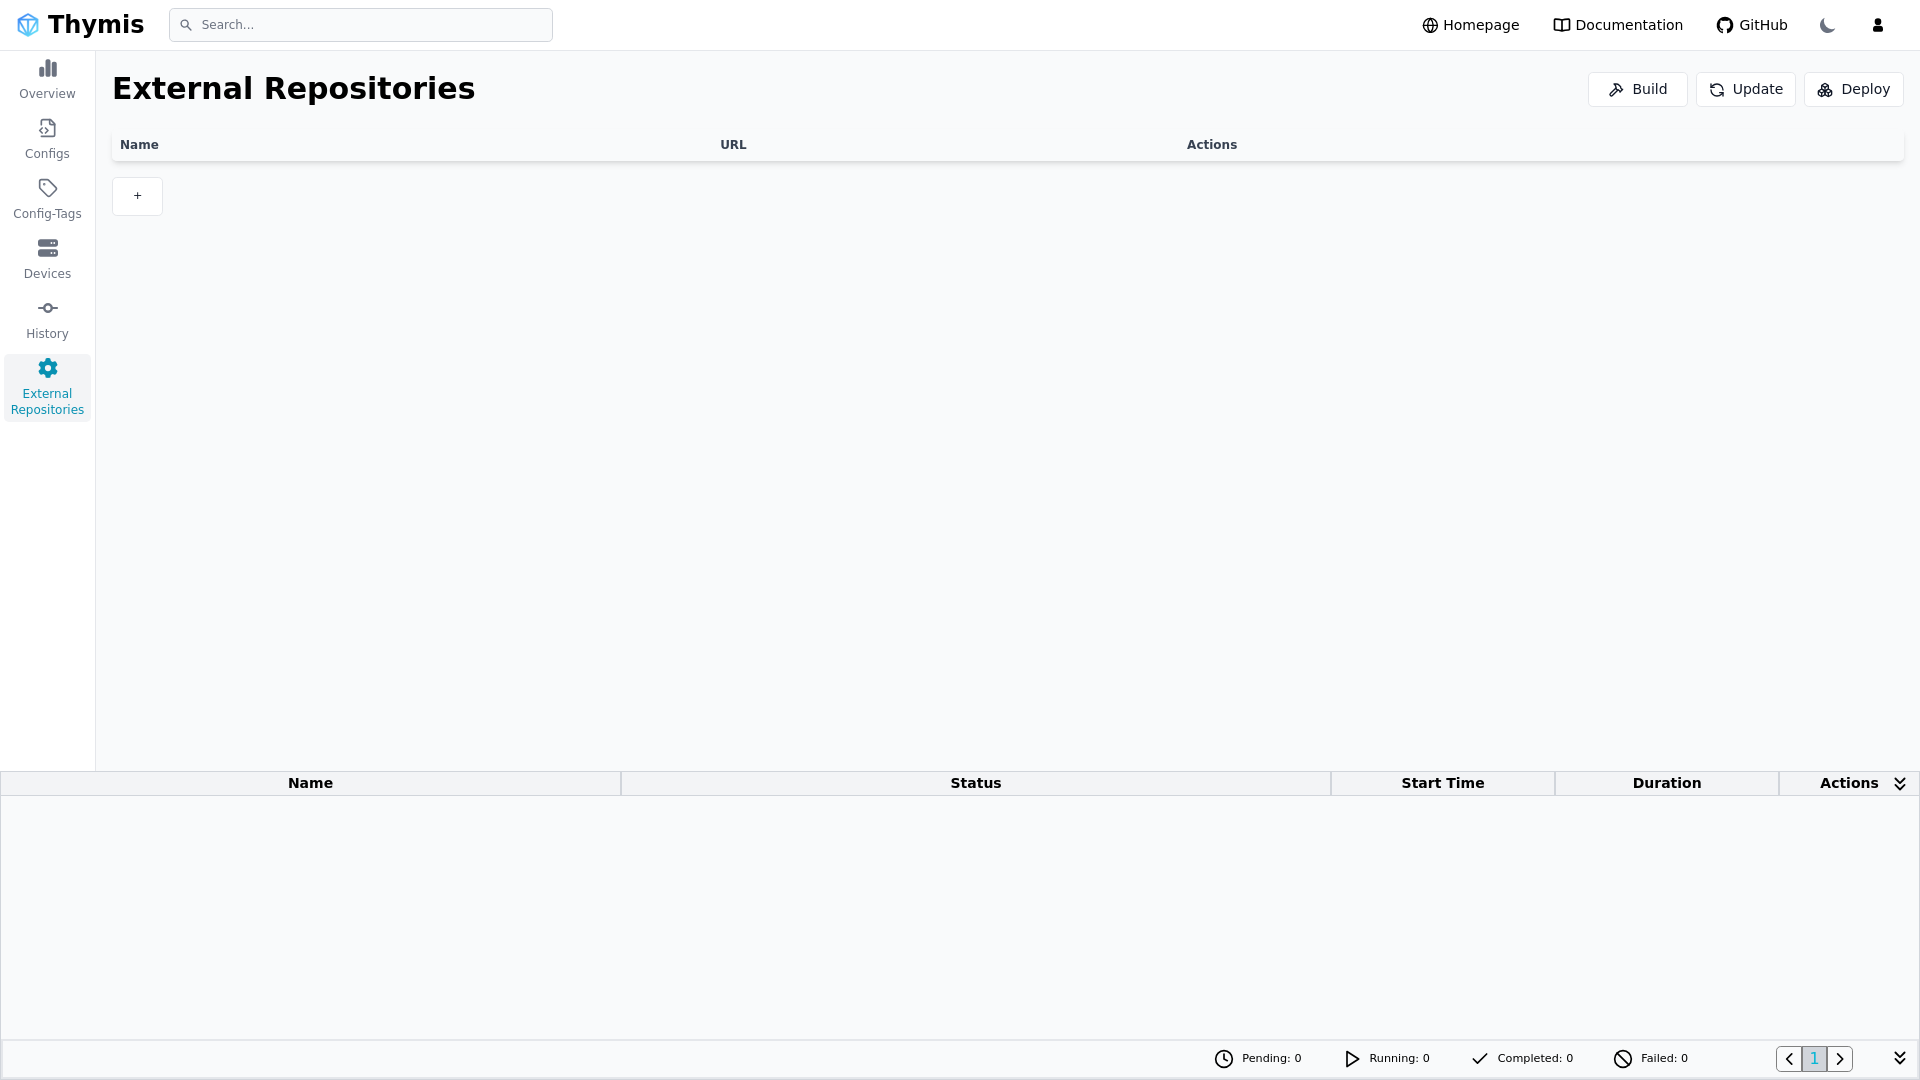 Thymis
Search...
Homepage
Documentation
GitHub
Overview
Configs
Config-Tags
Devices
History
External
Repositories
External Repositories
Build
Update
Deploy
Name
URL
Actions
+
Name
Status
Start Time
Duration
Actions
Pending: 0
Running: 0
Completed: 0
Failed: 0
1